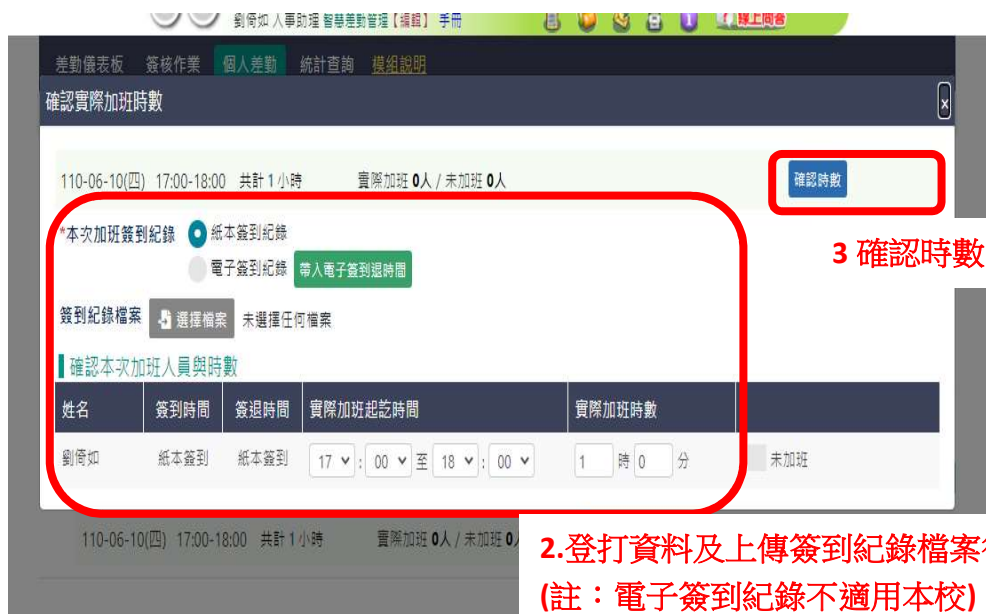 劉倚如 人事助理 智慧差勤管理【編輯】 手冊 線上問答
差勤儀表板 簽核作業 個人差勤 統計查詢 模組說明
確認實際加班時數 x
110-06-10(四) 17:00-18:00 共計 1 小時 實際加班 0人 / 未加班 0人 確認時數
*本次加班簽到紀錄 紙本簽到紀錄
3 確認時數
電子簽到紀錄 帶入電子簽到退時間
簽到紀錄檔案 選擇檔案 未選擇任何檔案
確認本次加班人員與時數
姓名 簽到時間 簽退時間 實際加班起訖時間 實際加班時數
劉倚如 紙本簽到 紙本簽到 17 : 00 至 18 : 00 1 時 0 分 未加班
110-06-10(四) 17:00-18:00 共計 1 小時 實際加班 0人 / 未加班 0
2.登打資料及上傳簽到紀錄檔案
(註：電子簽到紀錄不適用本校)